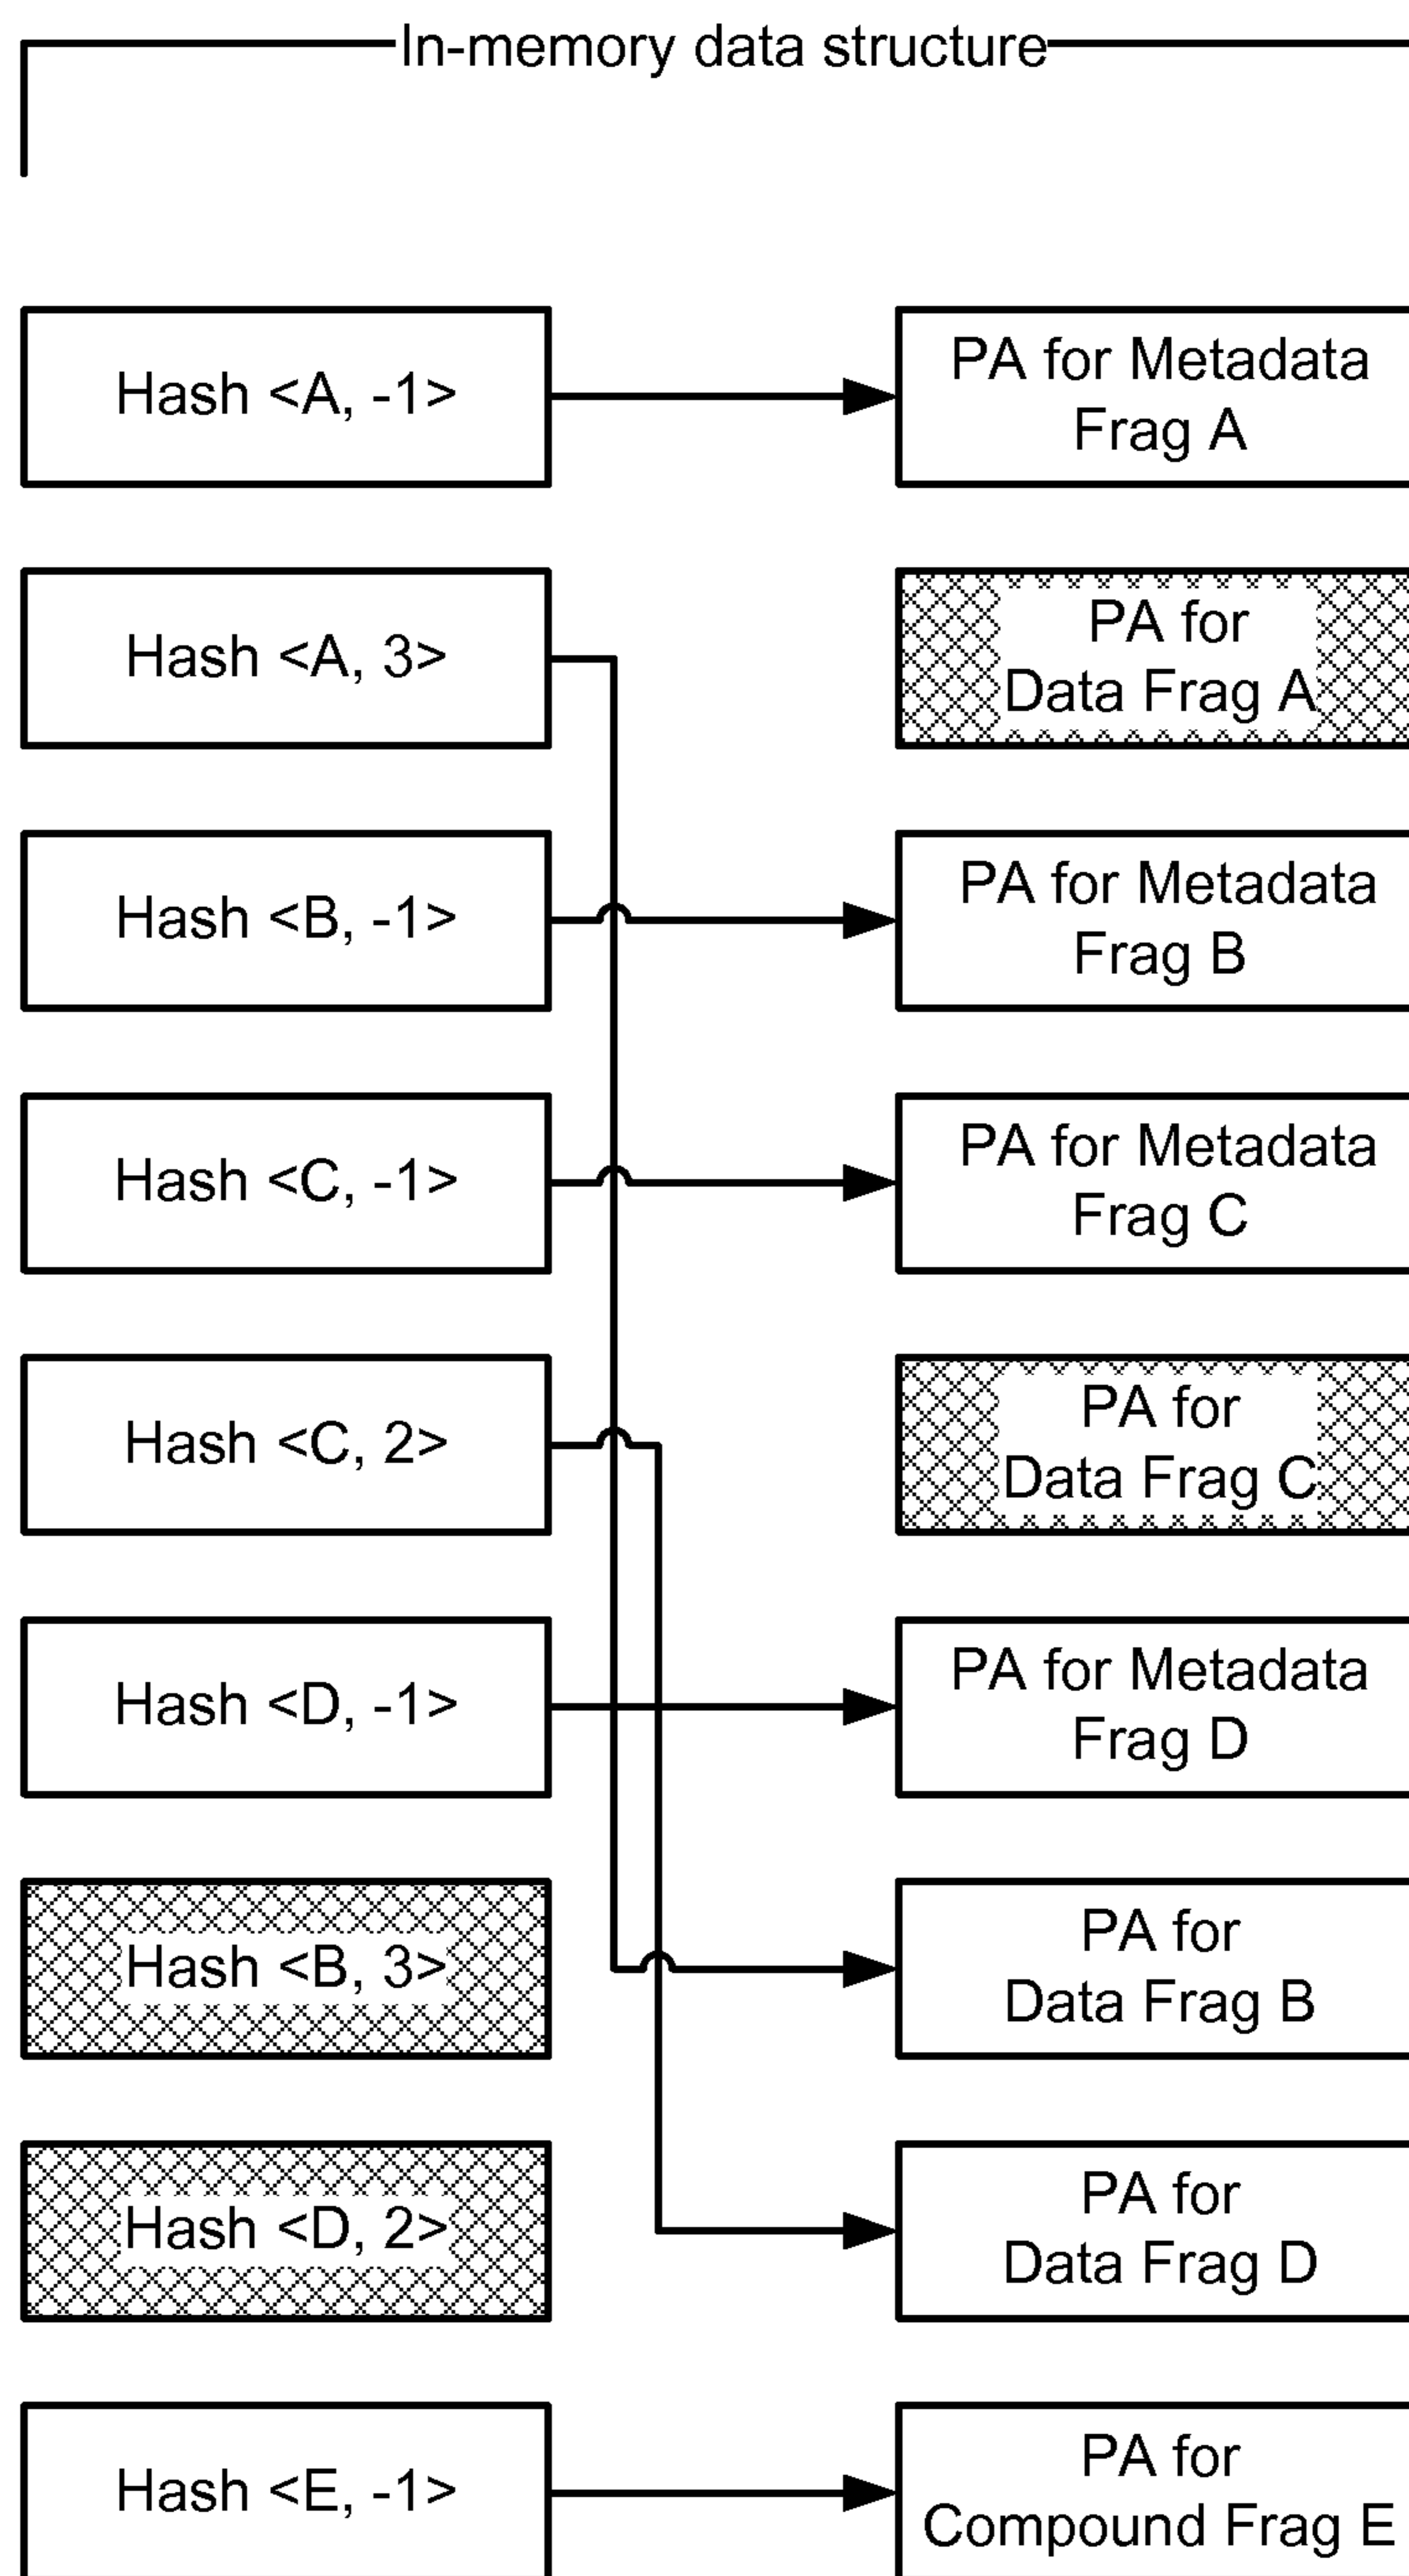 In-memory data structure
Hash <A, -1>
PA for Metadata
Frag A
Hash <A, 3>
PA for
Data Frag A
Hash <B, -1>
PA for Metadata
Frag B
Hash <C, -1>
PA for Metadata
Frag C
Hash <C, 2>
PA for
Data Frag C
Hash <D, -1>
PA for Metadata
Frag D
Hash <B, 3>
PA for
Data Frag B
Hash <D, 2>
PA for
Data Frag D
Hash <E, -1>
PA for
Compound Frag E